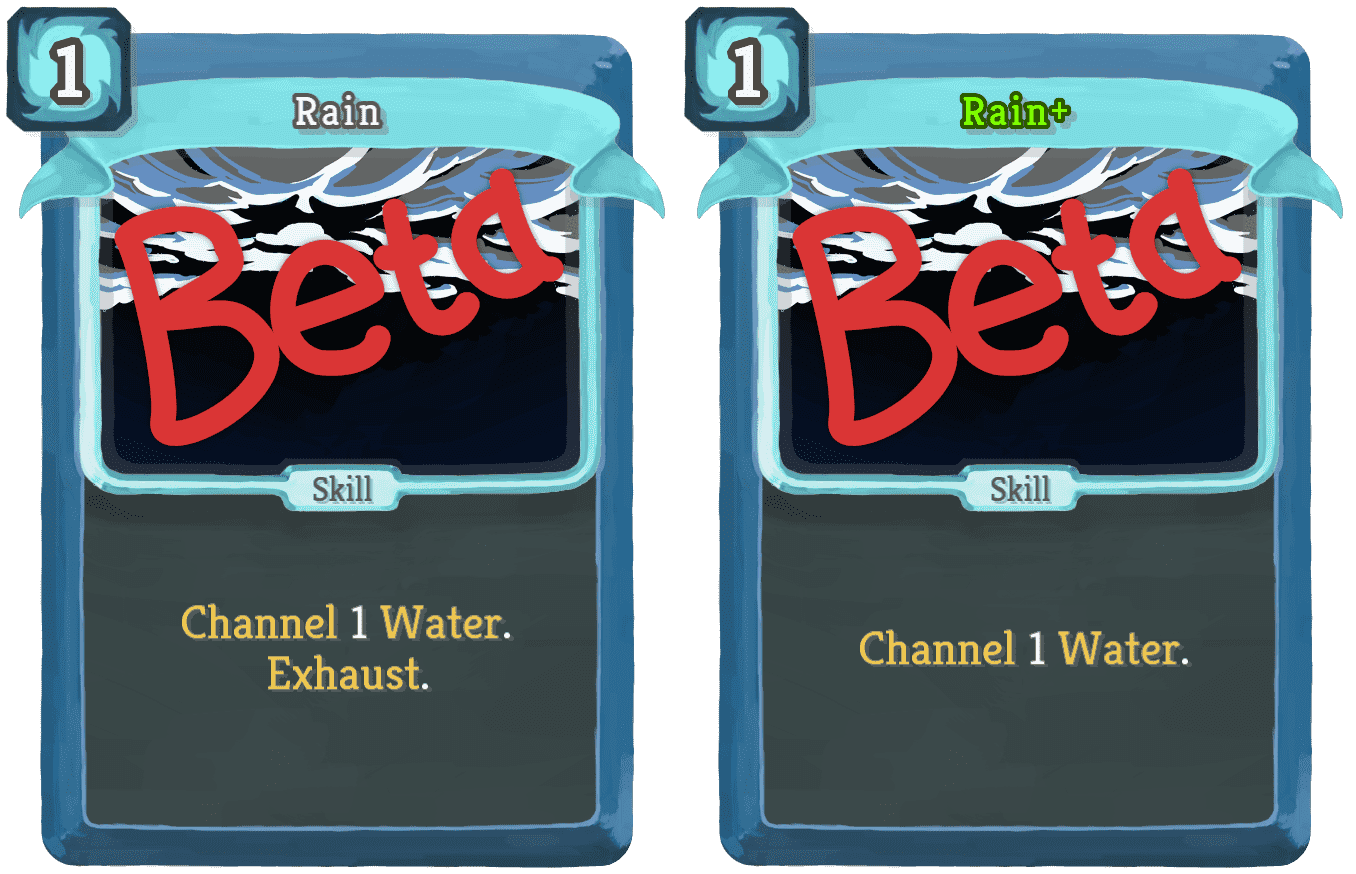 1
Rain
Beta
Skill
Channel 1 Water.
Exhaust.
1
Rain+
Beta
Skill
Channel 1 Water.